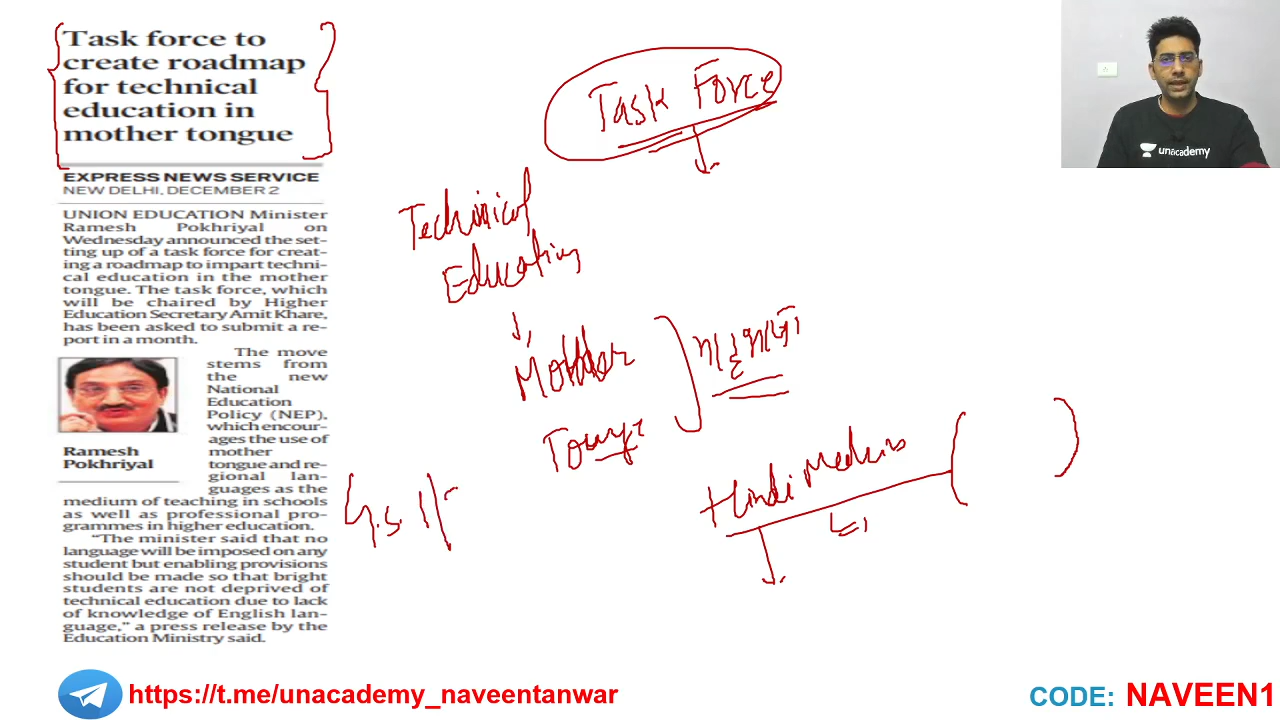 Task force to
create roadmap
for technical
education in
mother tongue
EXPRESS NEWS SERVICE
NEW DELHI, DECEMBER 2
UNION EDUCATION Minister
Ramesh Pokhriyal on
Wednesday announced the set-
ting up of a task force for creat-
ing a roadmap to impart techni-
cal education in the mother
tongue. The task force, which
will be chaired by Higher
Education Secretary Amit Khare,
has been asked to submit a re-
port in a month.
The move
stems from
the new
National
Education
Policy (NEP),
which encour-
ages the use of
mother
tongue and re-
gional lan-
guages as the
medium of teaching in schools
as well as professional pro-
grammes in higher education.
"The minister said that no
language will be imposed on any
student but enabling provisions
should be made so that bright
students are not deprived of
technical education due to lack
of knowledge of English lan-
guage," a press release by the
Education Ministry said.
Ramesh
Pokhriyal
Task Force
Technical
Education
Mother
Tounge
Hindi Medium
G.S.
unacademy
https://t.me/unacademy_naveentanwar
CODE: NAVEEN1